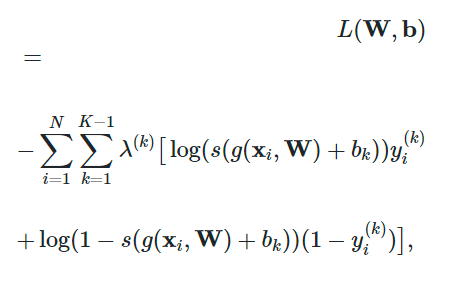 L(W, b)
=
− ∑_{i=1}^{N} ∑_{k=1}^{K−1} λ^{(k)}[ log(s(g(x_i, W) + b_k))y_i^{(k)}
+ log(1 − s(g(x_i, W) + b_k))(1 − y_i^{(k)})],